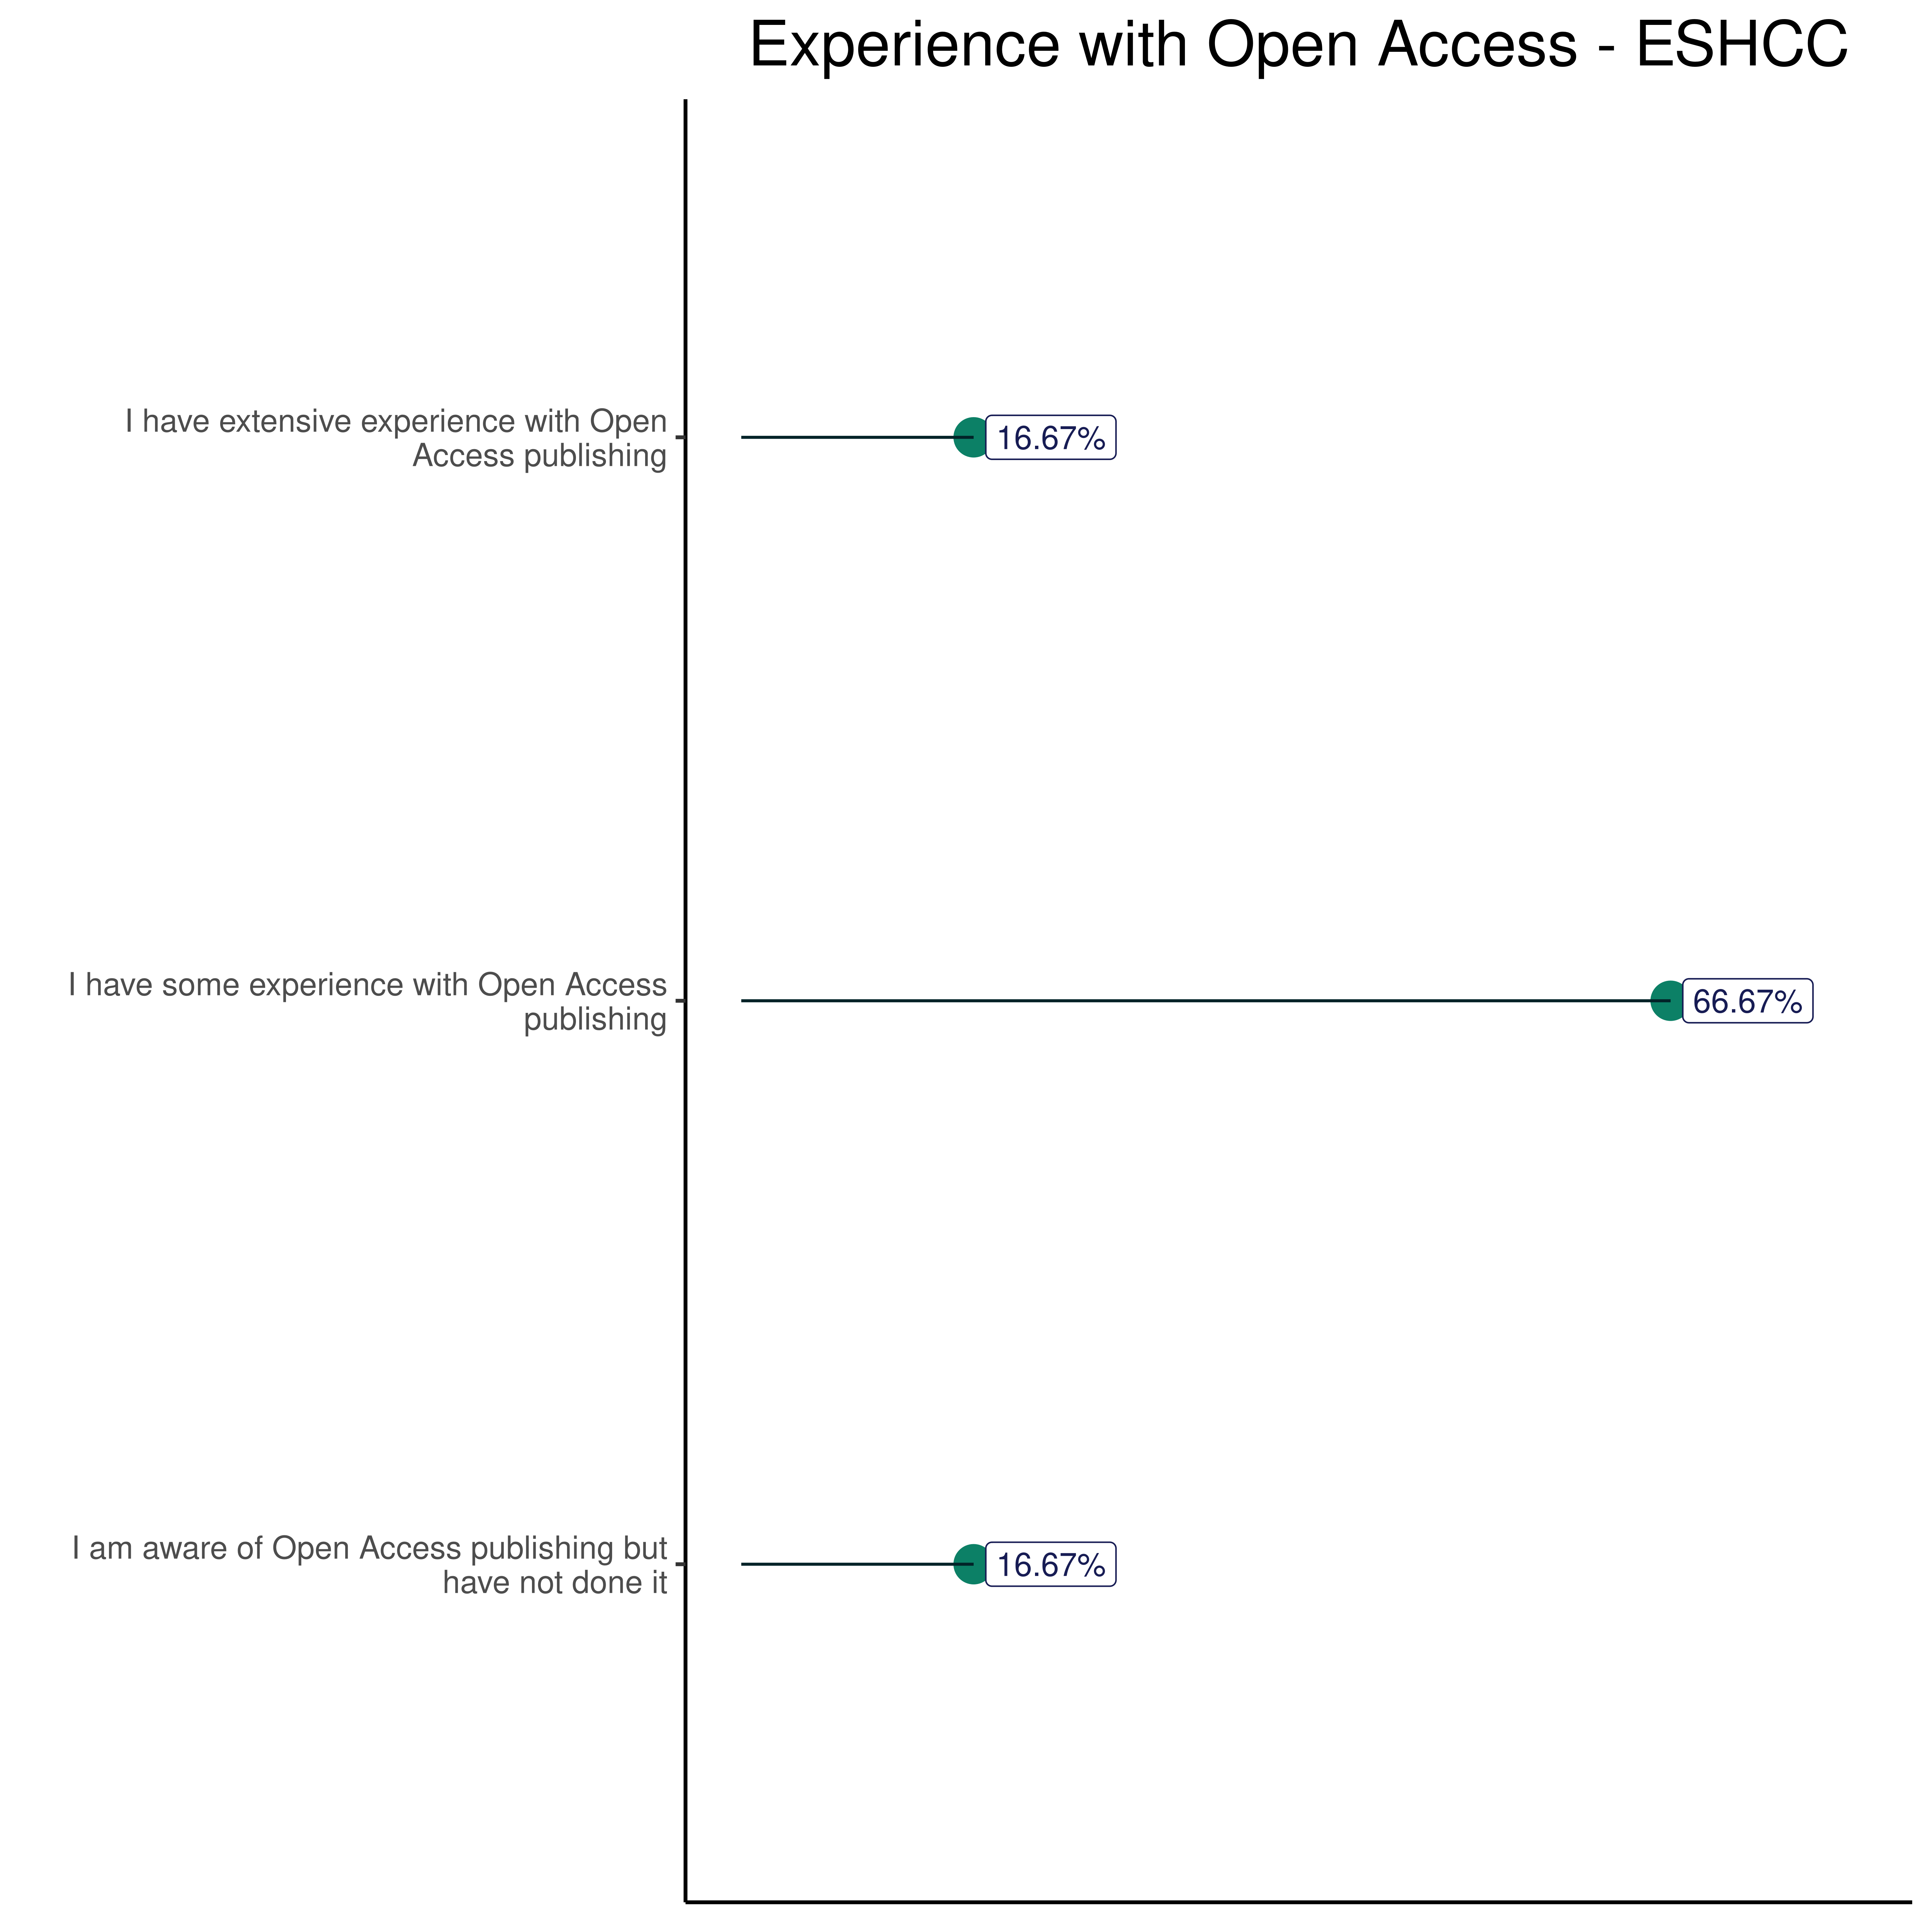 Experience with Open Access - ESHCC
I have extensive experience with Open
Access publishing
16.67%
I have some experience with Open Access
publishing
66.67%
I am aware of Open Access publishing but
have not done it
16.67%